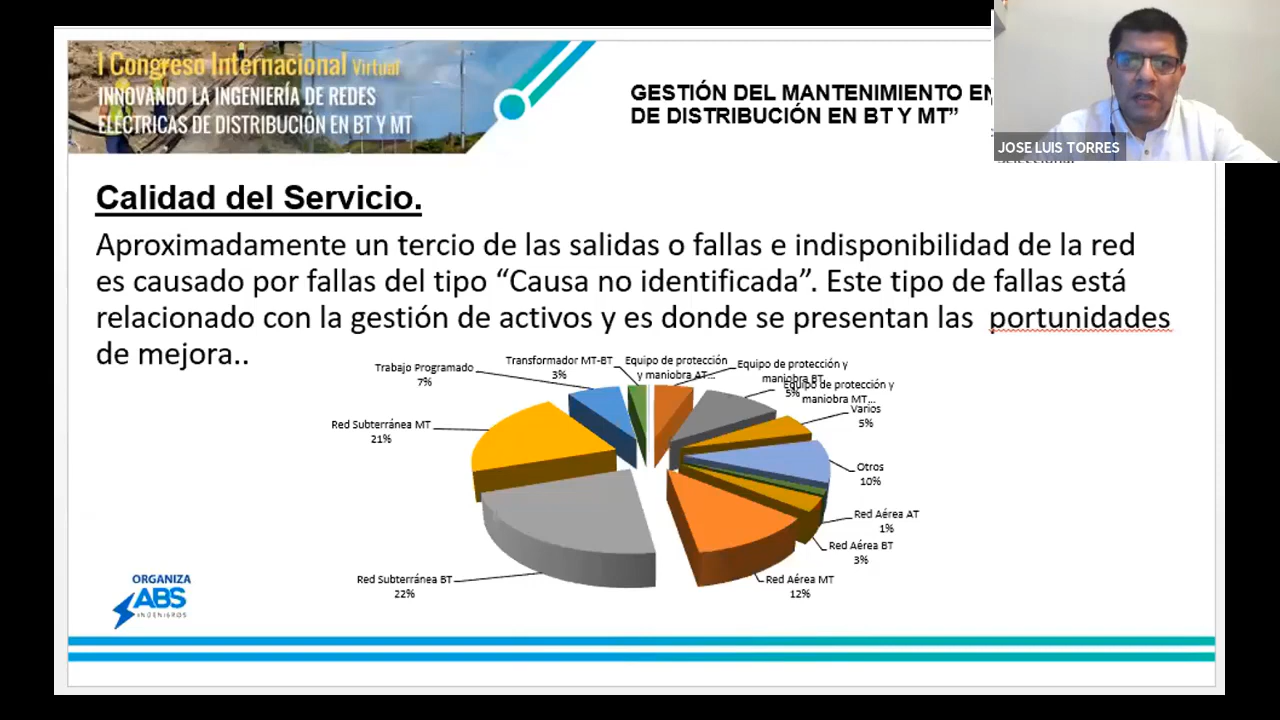 I Congreso Internacional Virtual
INNOVANDO LA INGENIERÍA DE REDES
ELÉCTRICAS DE DISTRIBUCIÓN EN BT Y MT
GESTIÓN DEL MANTENIMIENTO EN
DE DISTRIBUCIÓN EN BT Y MT”
JOSE LUIS TORRES
Calidad del Servicio.
Aproximadamente un tercio de las salidas o fallas e indisponibilidad de la red
es causado por fallas del tipo “Causa no identificada”. Este tipo de fallas está
relacionado con la gestión de activos y es donde se presentan las portunidades
de mejora..
Trabajo Programado
7%
Transformador MT-BT
3%
Equipo de protección
y maniobra AT...
Equipo de protección y
maniobra BT
5%
Equipo de protección y
maniobra MT...
Varios
5%
Otros
10%
Red Aérea AT
1%
Red Aérea BT
3%
Red Aérea MT
12%
Red Subterránea MT
21%
Red Subterránea BT
22%
ORGANIZA
ABS
INGENIEROS